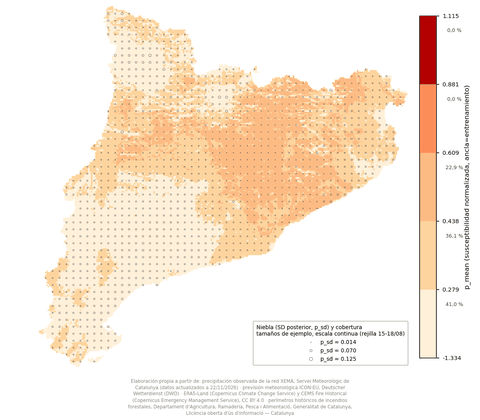 1.115
0,0 %
0.881
0,0 %
0.609
22,9 %
0.438
36,1 %
0.279
41,0 %
-1.334
p_mean (susceptibilidad normalizada, ancla=entrenamiento)
Niebla (SD posterior, p_sd) y cobertura
tamaños de ejemplo, escala continua (rejilla 15-18/08)
p_sd = 0.014
p_sd = 0.070
p_sd = 0.125
Elaboración propia a partir de: precipitación observada de la red XEMA, Servei Meteorològic de
Catalunya (datos actualizados a 22/11/16) · previsión meteorológica ICON-EU, Deutscher
Wetterdienst (DWD) · ERA5-Land (Copernicus Climate Change Service) y CEMS Fire Historical
(Copernicus Emergency Management Service), CC BY 4.0 · perímetros históricos de incendios
forestales, Departament d'Agricultura, Ramaderia, Pesca i Alimentació, Generalitat de Catalunya,
Llicència oberta d'ús d'informació — Catalunya